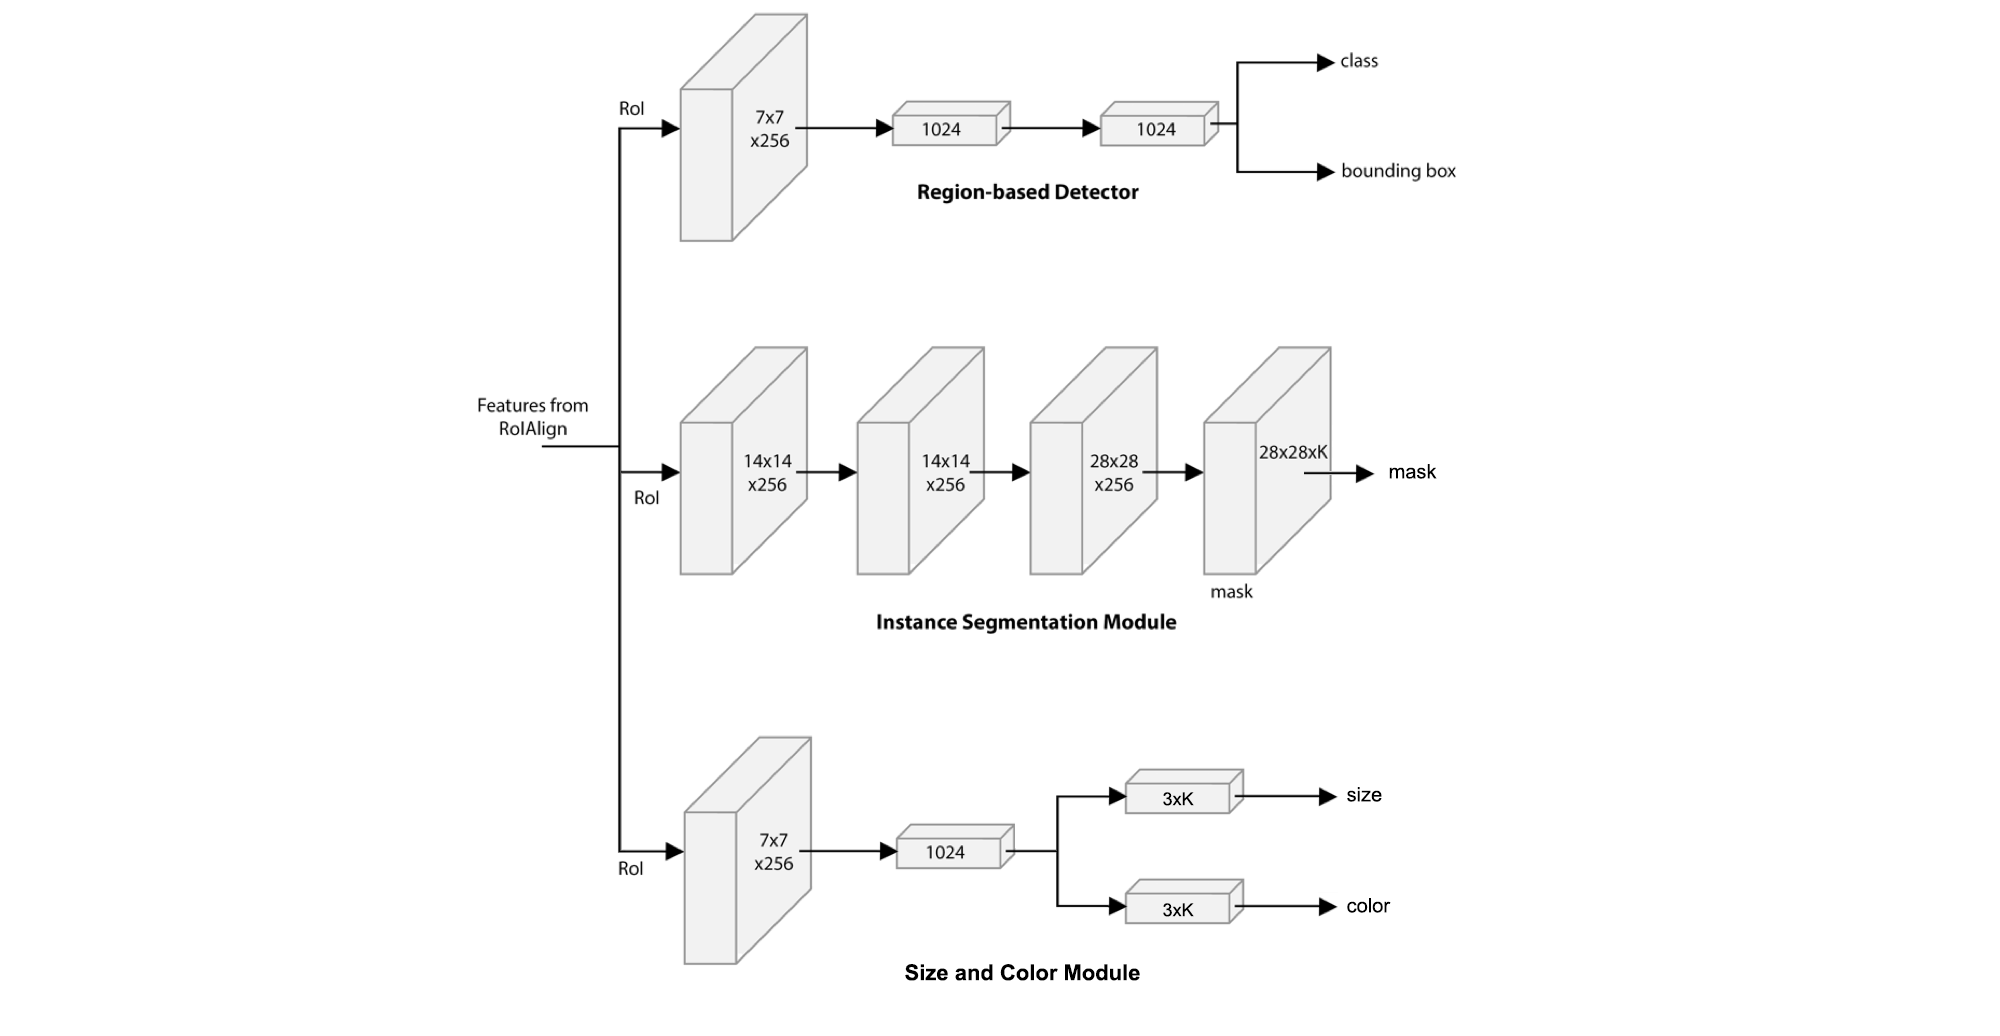 RoI
7x7
x256
1024
1024
class
bounding box
Region-based Detector
Features from
RoIAlign
RoI
14x14
x256
14x14
x256
28x28
x256
28x28xK
mask
mask
Instance Segmentation Module
RoI
7x7
x256
1024
3xK
size
3xK
color
Size and Color Module